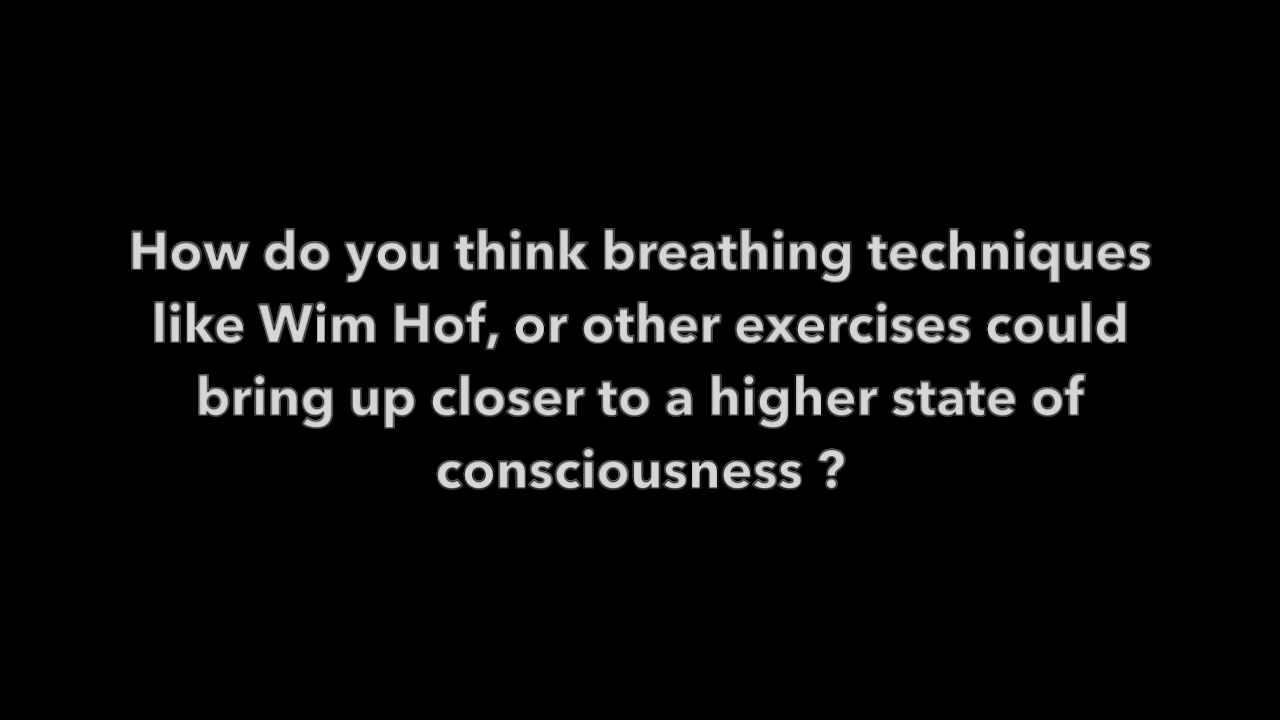 How do you think breathing techniques
like Wim Hof, or other exercises could
bring up closer to a higher state of
consciousness ?